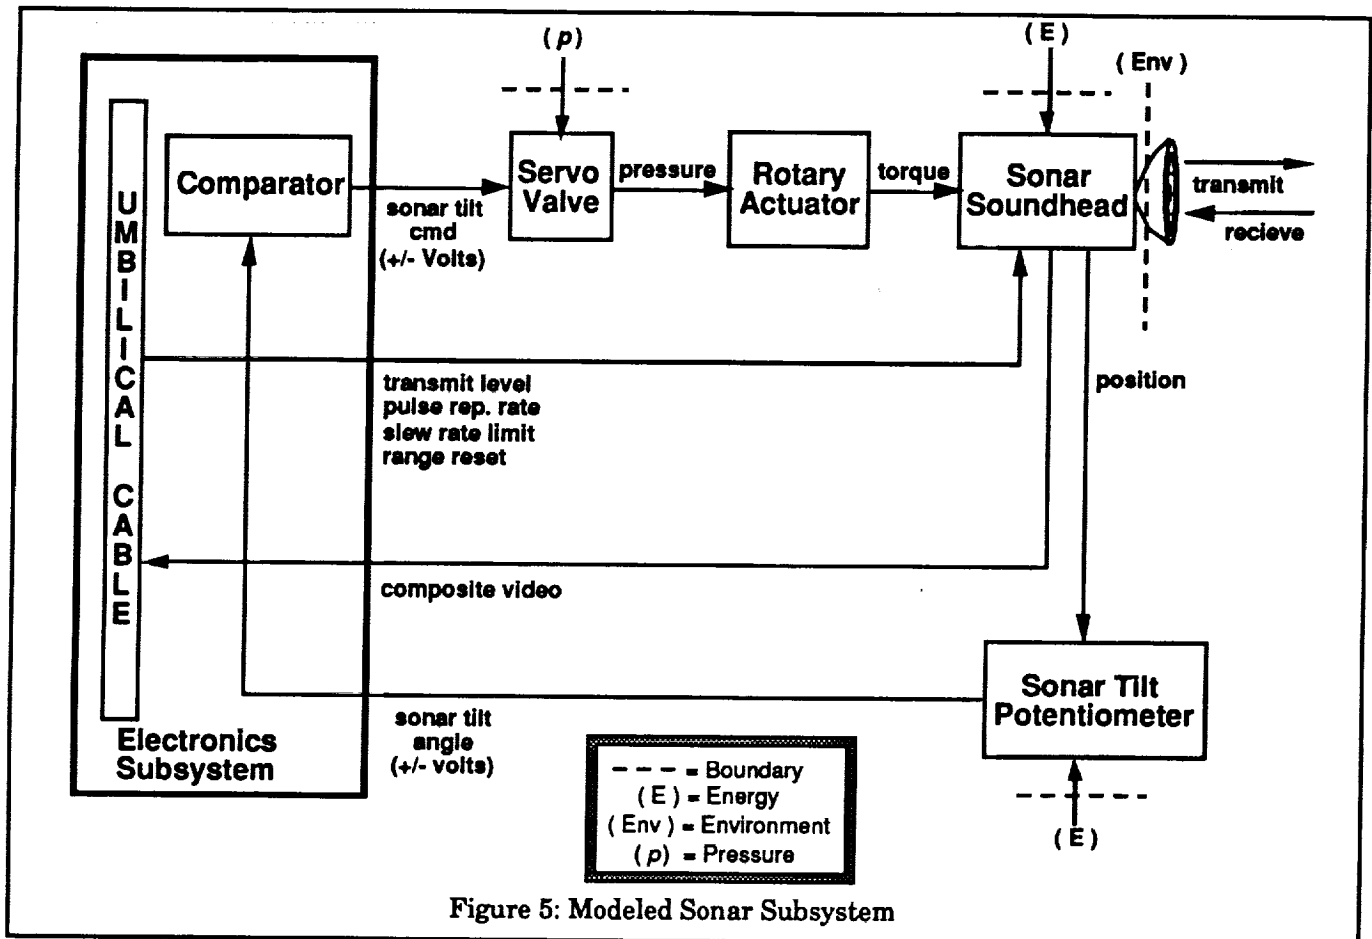 ( p )
( E )
( Env )
UMBILICAL CABLE
Comparator
sonar tilt
cmd
(+/- Volts)
Servo
Valve
pressure
Rotary
Actuator
torque
Sonar
Soundhead
transmit
recieve
transmit level
pulse rep. rate
slew rate limit
range reset
position
composite video
Sonar Tilt
Potentiometer
sonar tilt
angle
(+/- volts)
Electronics
Subsystem
( E )
- - - - = Boundary
( E ) = Energy
( Env ) = Environment
( p ) = Pressure
Figure 5: Modeled Sonar Subsystem